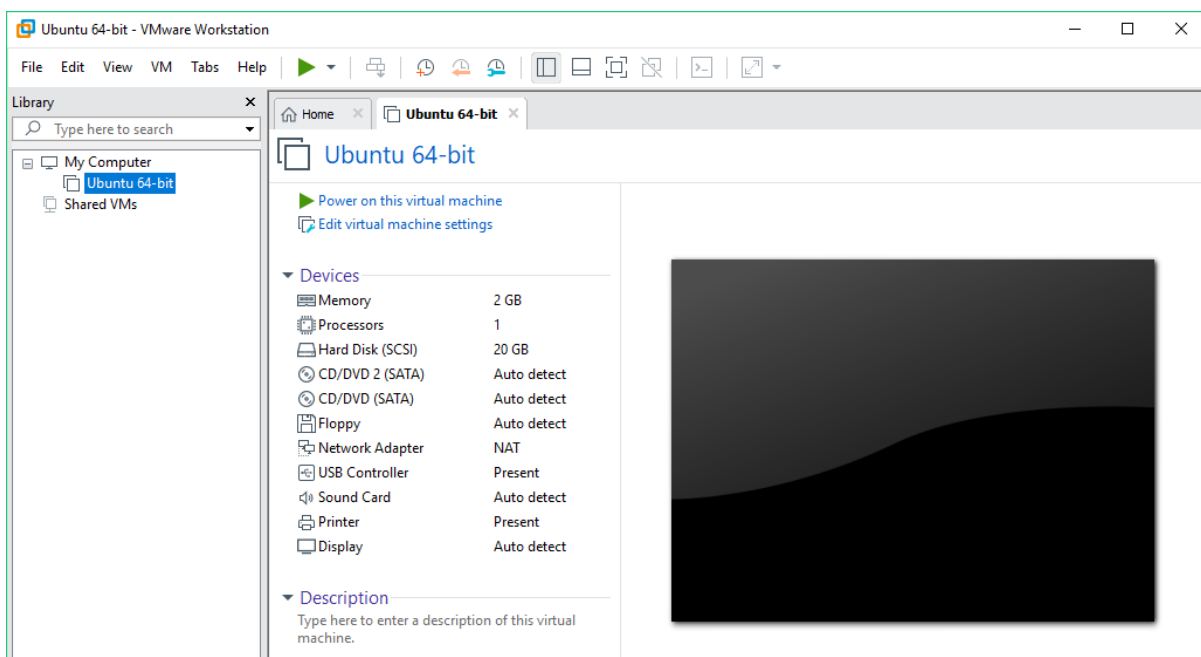 Ubuntu 64-bit - VMware Workstation
File Edit View VM Tabs Help
Library
Type here to search
My Computer
Ubuntu 64-bit
Shared VMs
Home
Ubuntu 64-bit
Ubuntu 64-bit
Power on this virtual machine
Edit virtual machine settings
Devices
Memory 2 GB
Processors 1
Hard Disk (SCSI) 20 GB
CD/DVD 2 (SATA) Auto detect
CD/DVD (SATA) Auto detect
Floppy Auto detect
Network Adapter NAT
USB Controller Present
Sound Card Auto detect
Printer Present
Display Auto detect
Description
Type here to enter a description of this virtual
machine.